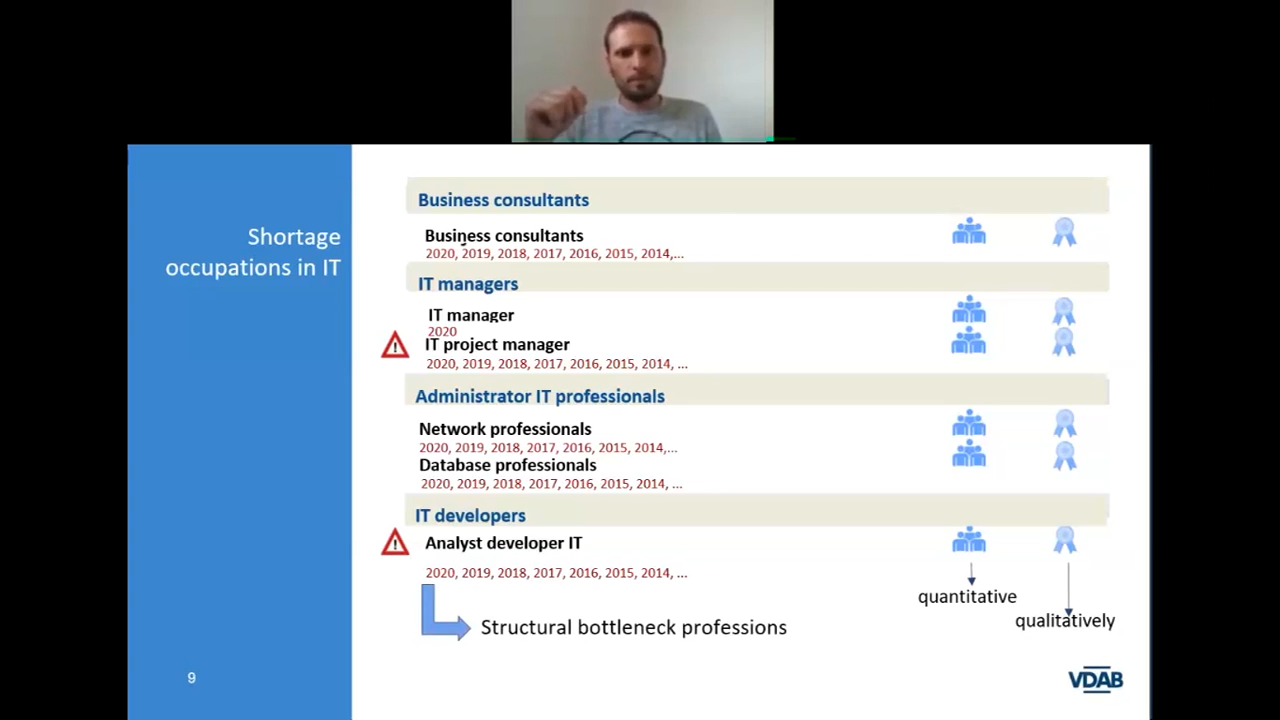 Shortage
occupations in IT
Business consultants
Business consultants
2020, 2019, 2018, 2017, 2016, 2015, 2014,...
IT managers
IT manager
2020
IT project manager
2020, 2019, 2018, 2017, 2016, 2015, 2014, ...
Administrator IT professionals
Network professionals
2020, 2019, 2018, 2017, 2016, 2015, 2014,...
Database professionals
2020, 2019, 2018, 2017, 2016, 2015, 2014, ...
IT developers
Analyst developer IT
2020, 2019, 2018, 2017, 2016, 2015, 2014, ...
quantitative
qualitatively
Structural bottleneck professions
9
VDAB